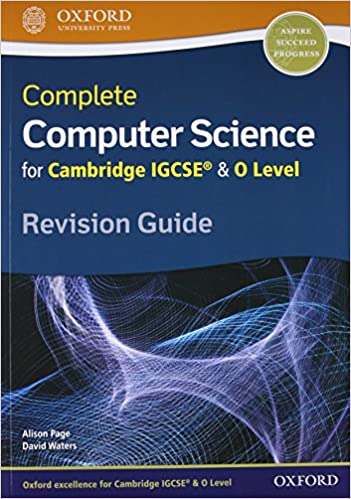 OXFORD
UNIVERSITY PRESS
ASPIRE
SUCCEED
PROGRESS
Complete
Computer Science
for Cambridge IGCSE® & O Level
Revision Guide
Alison Page
David Waters
Oxford excellence for Cambridge IGCSE® & O Level
OXFORD